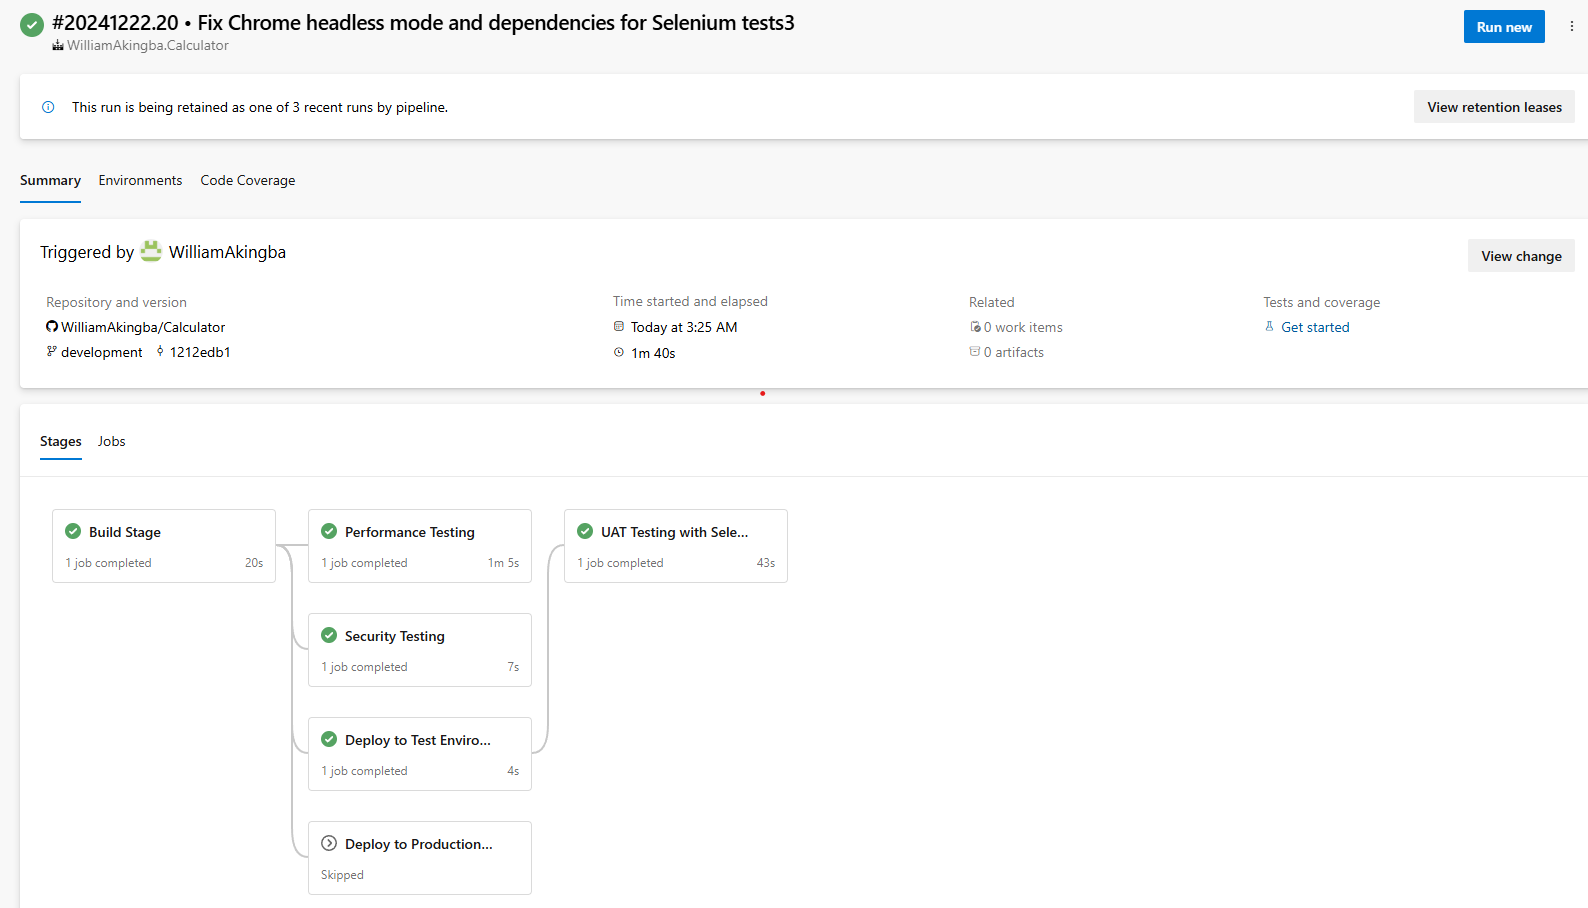 #20241222.20 • Fix Chrome headless mode and dependencies for Selenium tests3
WilliamAkingba.Calculator
Run new
This run is being retained as one of 3 recent runs by pipeline.
View retention leases
Summary Environments Code Coverage
Triggered by WilliamAkingba
View change
Repository and version
WilliamAkingba/Calculator
development 1212edb1
Time started and elapsed
Today at 3:25 AM
1m 40s
Related
0 work items
0 artifacts
Tests and coverage
Get started
Stages Jobs
Build Stage
1 job completed 20s
Performance Testing
1 job completed 1m 5s
UAT Testing with Sele...
1 job completed 43s
Security Testing
1 job completed 7s
Deploy to Test Enviro...
1 job completed 4s
Deploy to Production...
Skipped